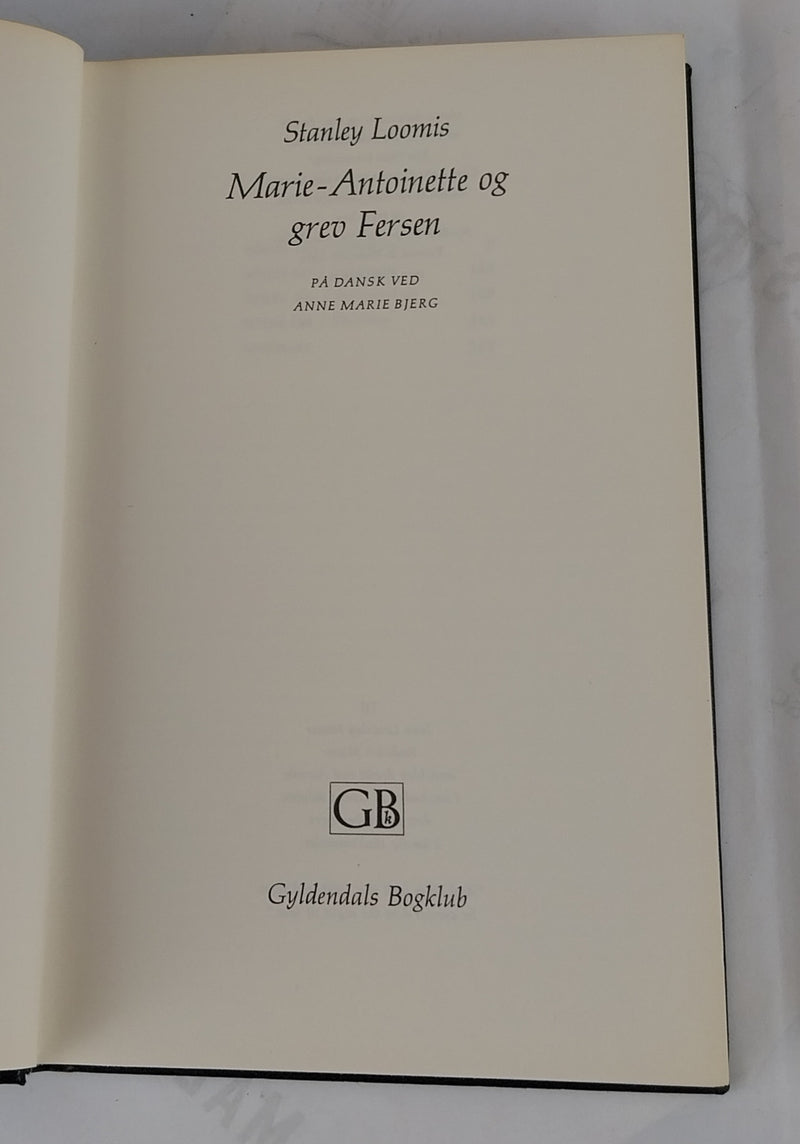 Stanley Loomis
Marie-Antoinette og
grev Fersen
PÅ DANSK VED
ANNE MARIE BJERG
GBk
Gyldendals Bogklub